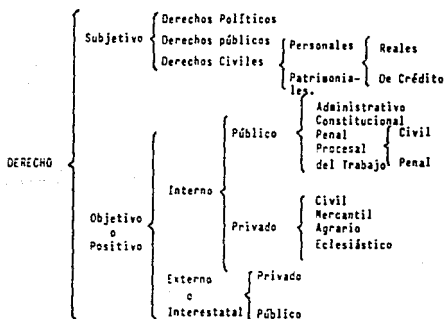 DERECHO
Subjetivo
Derechos Políticos
Derechos públicos
Derechos Civiles
Personales
Patrimonia-
les.
Reales
De Crédito
Objetivo
o
Positivo
Interno
Público
Administrativo
Constitucional
Penal
Procesal
del Trabajo
Civil
Penal
Privado
Civil
Mercantil
Agrario
Eclesiástico
Externo
o
Interestatal
Privado
Público